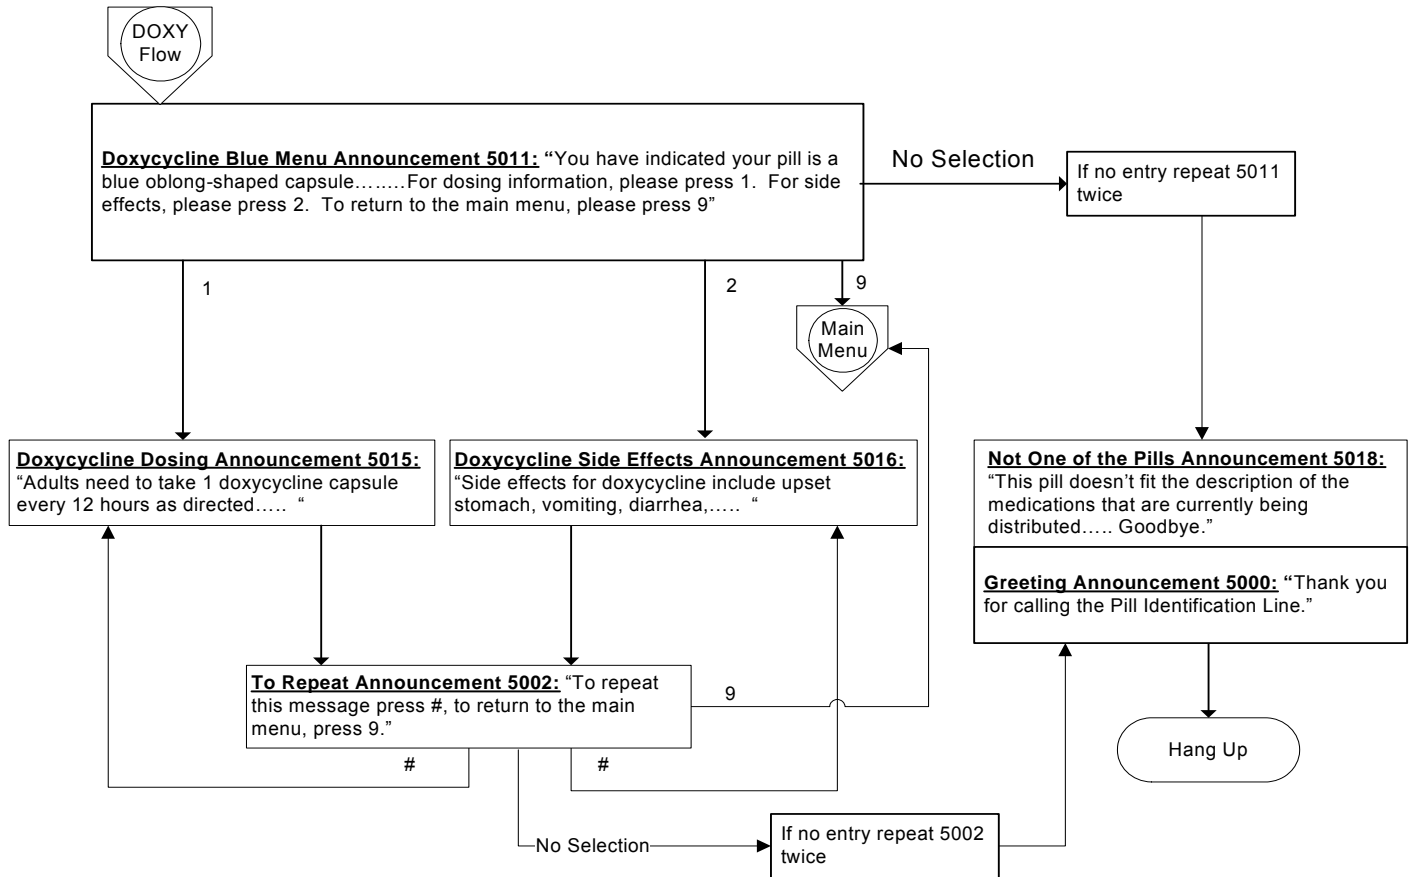 DOXY
Flow
Doxycycline Blue Menu Announcement 5011: “You have indicated your pill is a
blue oblong-shaped capsule……..For dosing information, please press 1.  For side
effects, please press 2.  To return to the main menu, please press 9”
No Selection
If no entry repeat 5011
twice
1
2
9
Main
Menu
Doxycycline Dosing Announcement 5015:
“Adults need to take 1 doxycycline capsule
every 12 hours as directed….. “
Doxycycline Side Effects Announcement 5016:
“Side effects for doxycycline include upset
stomach, vomiting, diarrhea,….. “
Not One of the Pills Announcement 5018:
“This pill doesn’t fit the description of the
medications that are currently being
distributed….. Goodbye.”
Greeting Announcement 5000: “Thank you
for calling the Pill Identification Line.”
To Repeat Announcement 5002: “To repeat
this message press #, to return to the main
menu, press 9.”
9
#
#
Hang Up
No Selection
If no entry repeat 5002
twice